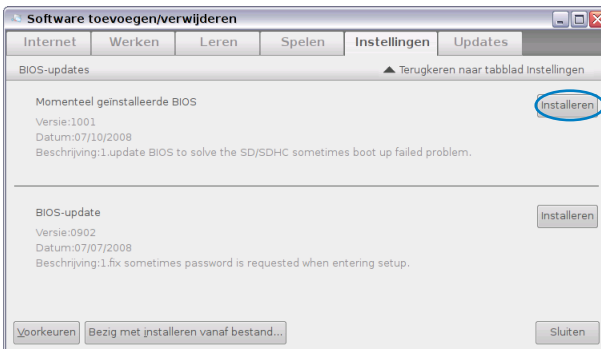 Software toevoegen/verwijderen
Internet Werken Leren Spelen Instellingen Updates
BIOS-updates Terugkeren naar tabblad Instellingen
Momenteel geïnstalleerde BIOS Installeren
Versie:1001
Datum:07/10/2008
Beschrijving:1.update BIOS to solve the SD/SDHC sometimes boot up failed problem.
BIOS-update Installeren
Versie:0902
Datum:07/07/2008
Beschrijving:1.fix sometimes password is requested when entering setup.
Voorkeuren Bezig met installeren vanaf bestand... Sluiten